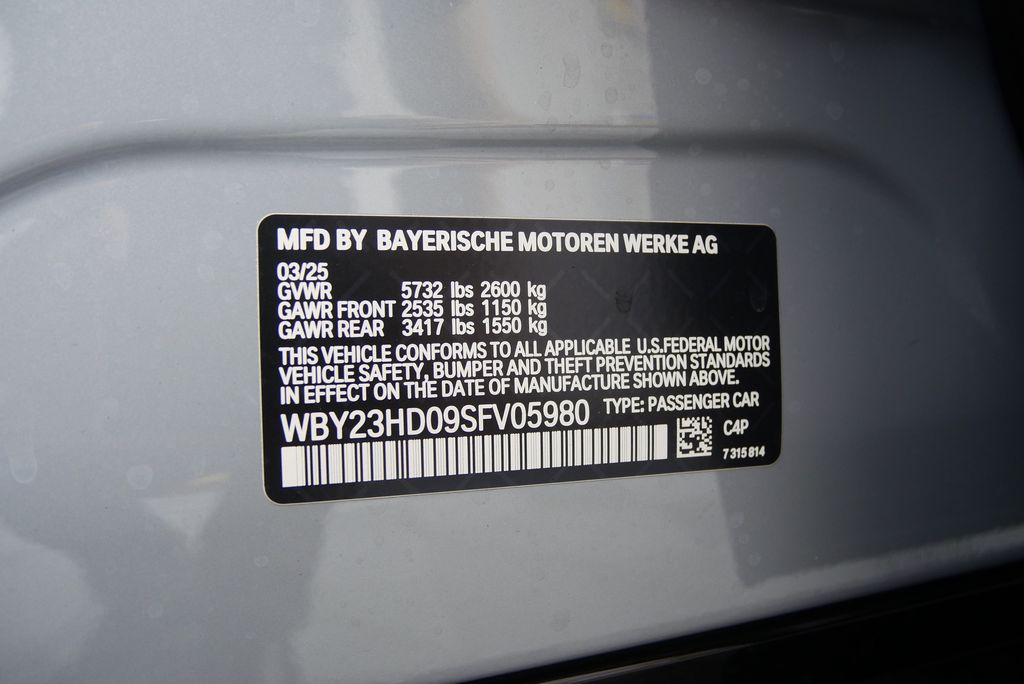 MFD BY BAYERISCHE MOTOREN WERKE AG
03/25
GVWR 5732 lbs 2600 kg
GAWR FRONT 2535 lbs 1150 kg
GAWR REAR 3417 lbs 1550 kg
THIS VEHICLE CONFORMS TO ALL APPLICABLE U.S.FEDERAL MOTOR
VEHICLE SAFETY, BUMPER AND THEFT PREVENTION STANDARDS
IN EFFECT ON THE DATE OF MANUFACTURE SHOWN ABOVE.
WBY23HD09SFV05980 TYPE: PASSENGER CAR
C4P
7 315 814